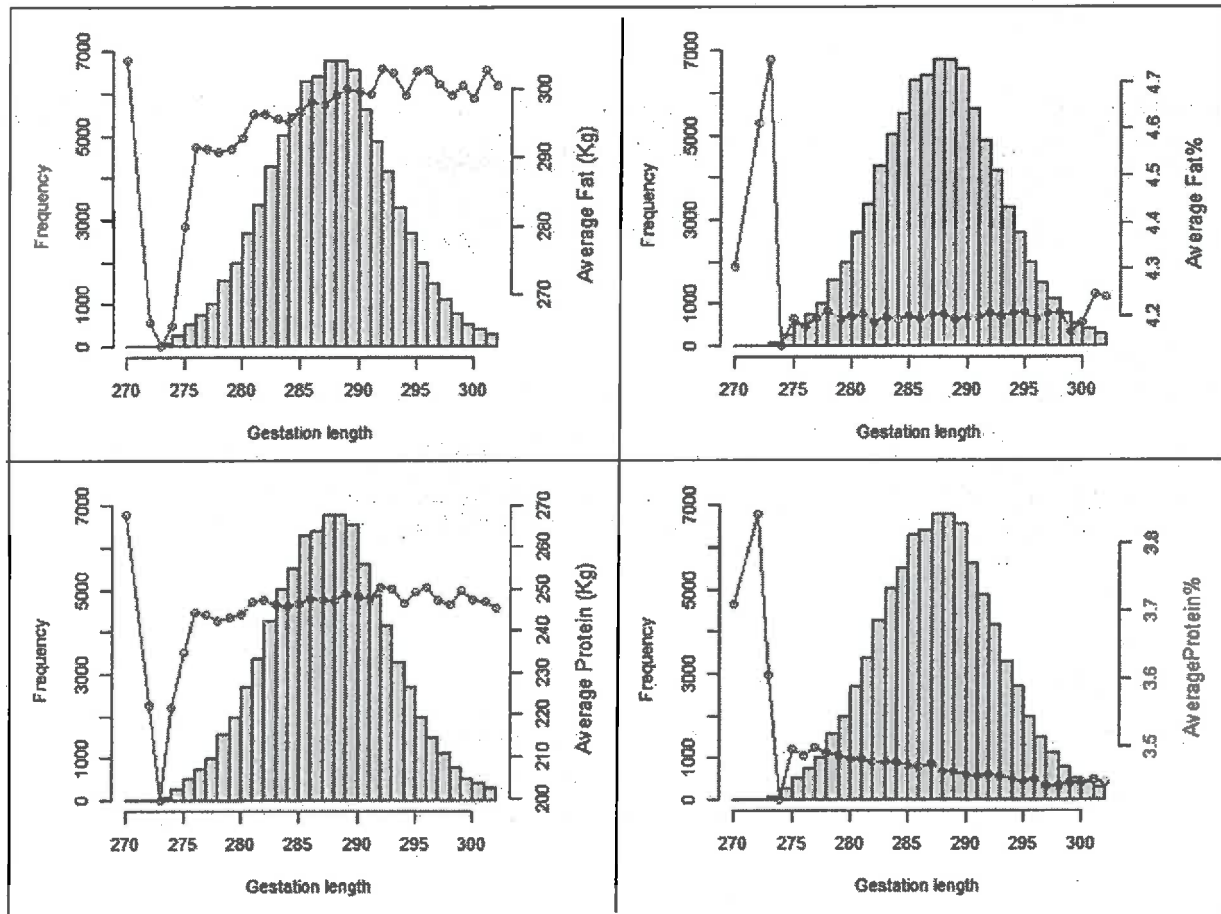 Frequency
7000
5000
3000
1000
0
270 275 280 285 290 295 300
Gestation length
300
290
280
270
Average Fat (Kg)
Frequency
7000
5000
3000
1000
0
270 275 280 285 290 295 300
Gestation length
4.7
4.6
4.5
4.4
4.3
4.2
Average Fat%
Frequency
7000
5000
3000
1000
0
270 275 280 285 290 295 300
Gestation length
270
260
250
240
230
220
210
200
Average Protein (Kg)
Frequency
7000
5000
3000
1000
0
270 275 280 285 290 295 300
Gestation length
3.8
3.7
3.6
3.5
AverageProtein%